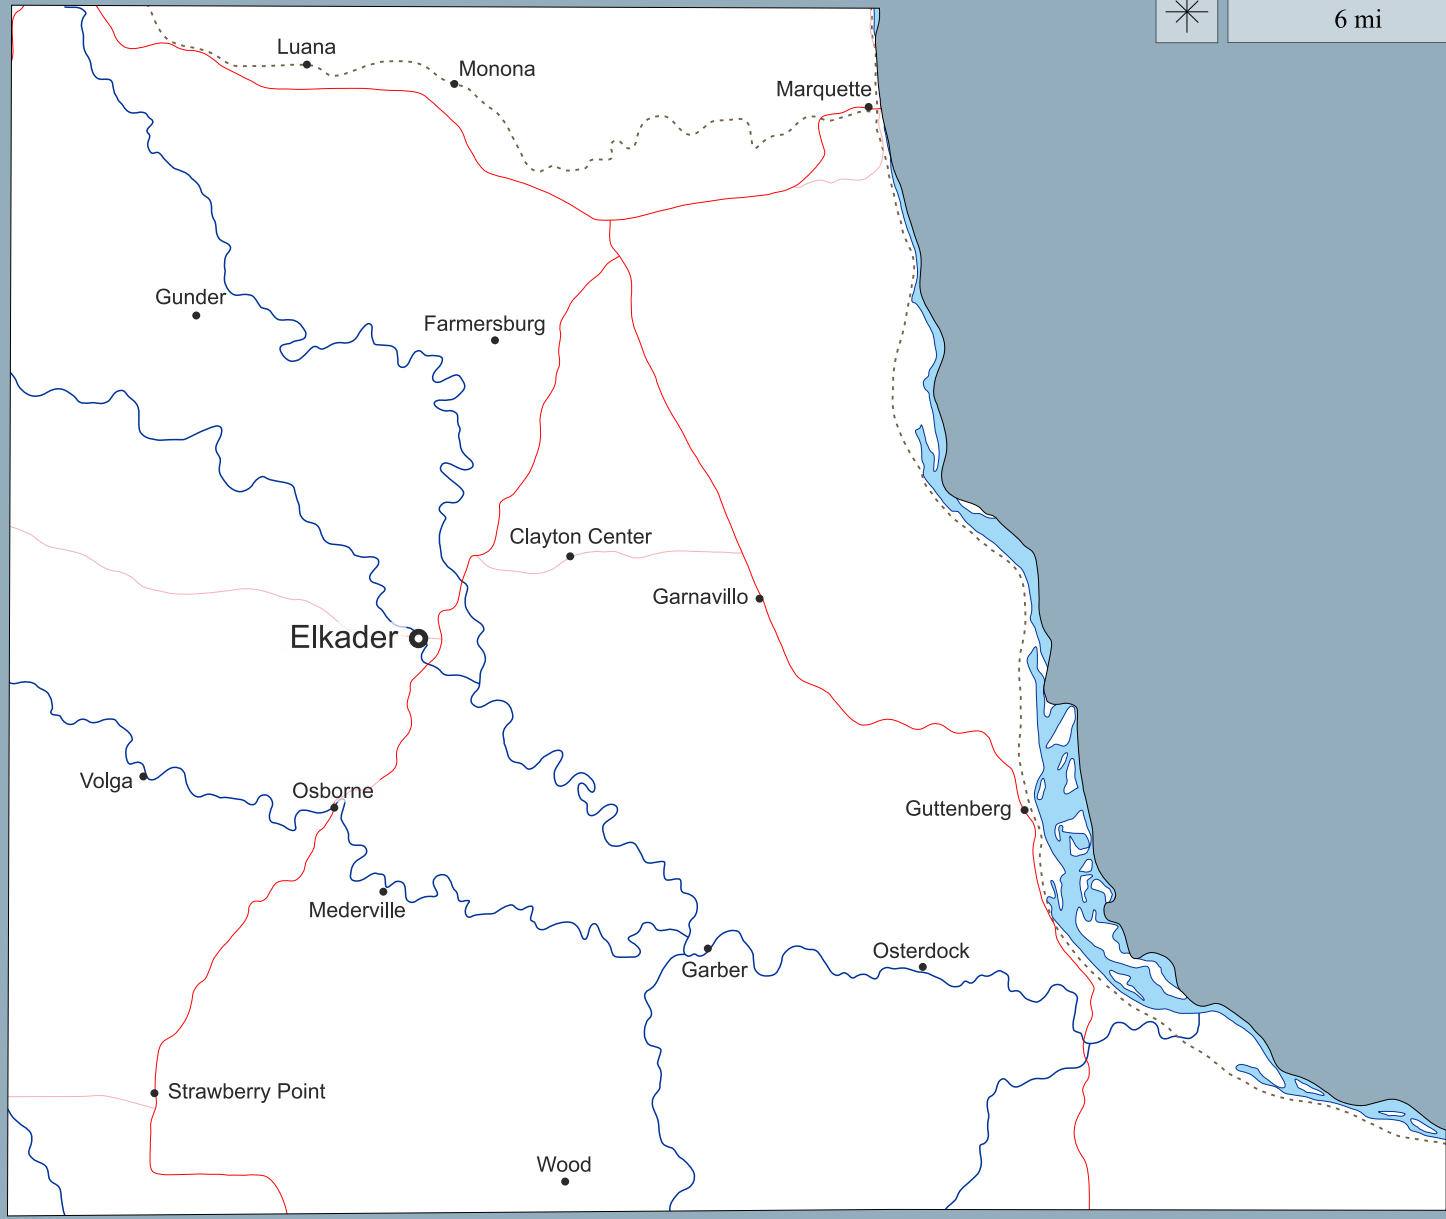 6 mi
Luana
Monona
Marquette
Gunder
Farmersburg
Clayton Center
Garnavillo
Elkader
Volga
Osborne
Guttenberg
Mederville
Osterdock
Garber
Strawberry Point
Wood